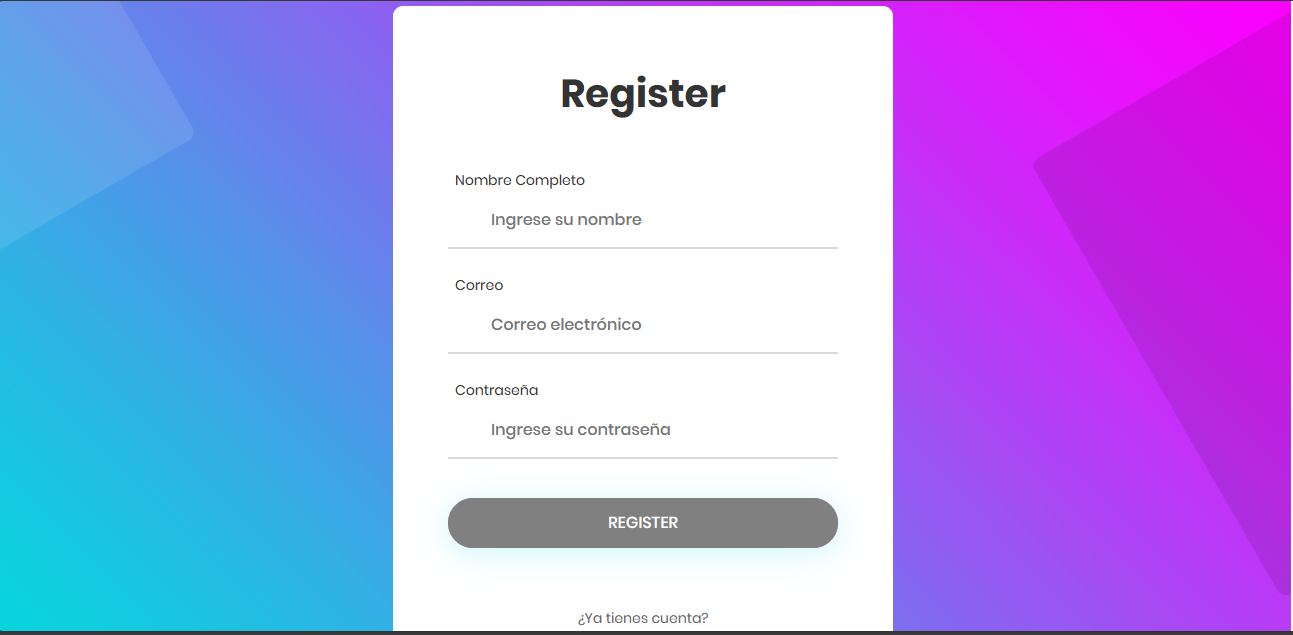 Register
Nombre Completo
Ingrese su nombre
Correo
Correo electrónico
Contraseña
Ingrese su contraseña
REGISTER
¿Ya tienes cuenta?